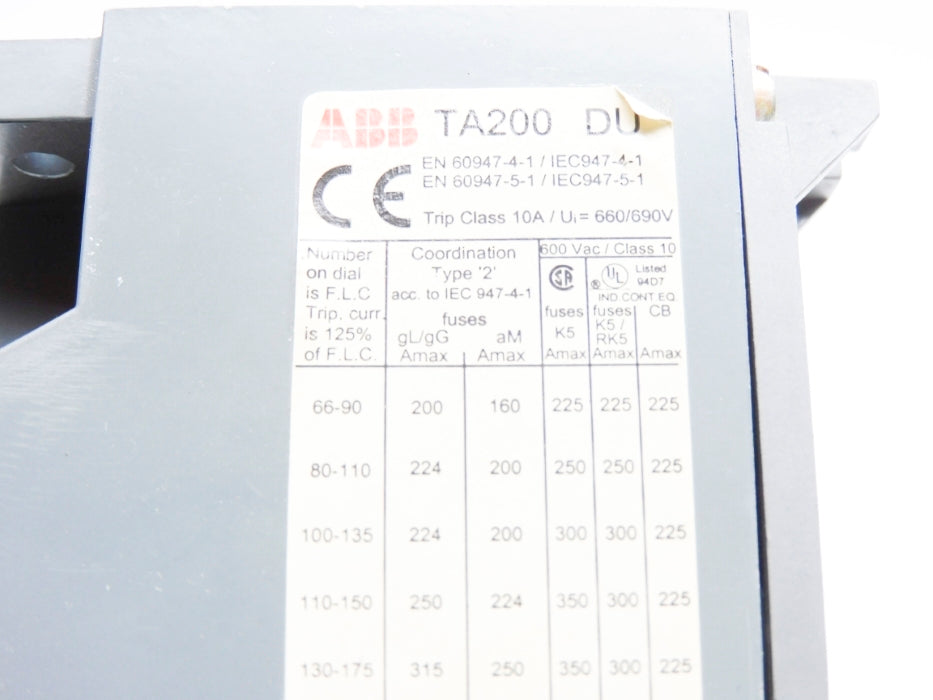 ABB TA200 DU
CE
EN 60947-4-1 / IEC947-4-1
EN 60947-5-1 / IEC947-5-1
Trip Class 10A / Ui = 660/690V
Number
on dial
is F.L.C
Trip. curr.
is 125%
of F.L.C.
Coordination
Type '2'
acc. to IEC 947-4-1
fuses
gL/gG aM
Amax Amax
600 Vac / Class 10
SA
UL Listed
94D7
®
IND.CONT.EQ.
fuses
K5
Amax
fuses
K5 /
RK5
Amax
CB
Amax
66-90 200 160 225 225 225
80-110 224 200 250 250 225
100-135 224 200 300 300 225
110-150 250 224 350 300 225
130-175 315 250 350 300 225